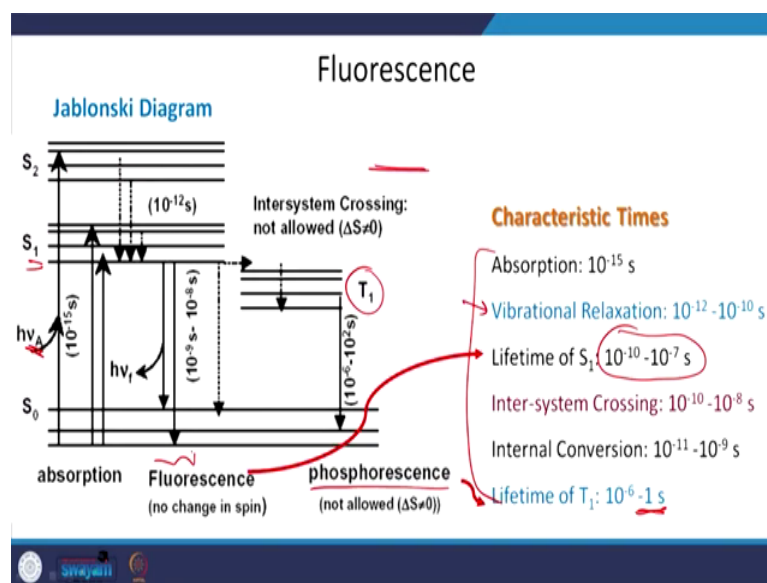 Fluorescence
Jablonski Diagram
S₂
(10⁻¹²s)
Intersystem Crossing:
not allowed (ΔS≠0)
S₁
T₁
hν_A
(10⁻¹⁵s)
hν_f
(10⁻⁹s- 10⁻⁸s)
(10⁻⁶-10²s)
S₀
absorption
Fluorescence
(no change in spin)
phosphorescence
(not allowed (ΔS≠0))
Characteristic Times
Absorption: 10⁻¹⁵ s
Vibrational Relaxation: 10⁻¹² -10⁻¹⁰ s
Lifetime of S₁: 10⁻¹⁰ -10⁻⁷ s
Inter-system Crossing: 10⁻¹⁰ -10⁻⁸ s
Internal Conversion: 10⁻¹¹ -10⁻⁹ s
Lifetime of T₁: 10⁻⁶ -1 s
swayam